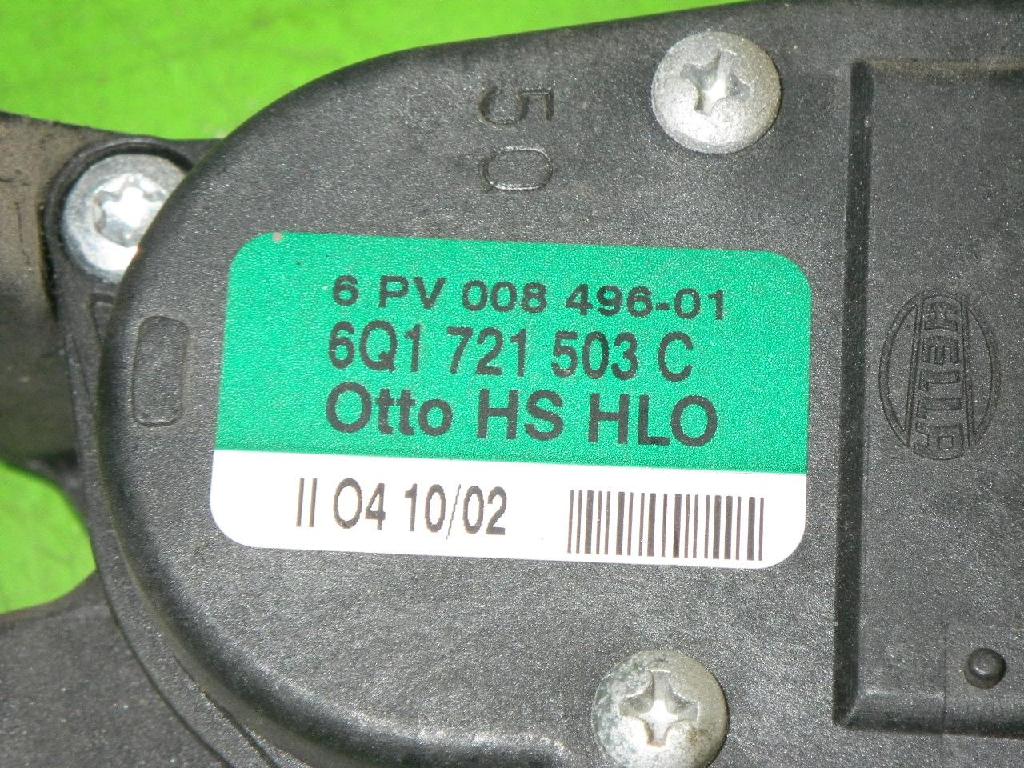 50
6 PV 008 496-01
6Q1 721 503 C
Otto HS HLO
II O4 10/02
HELLA